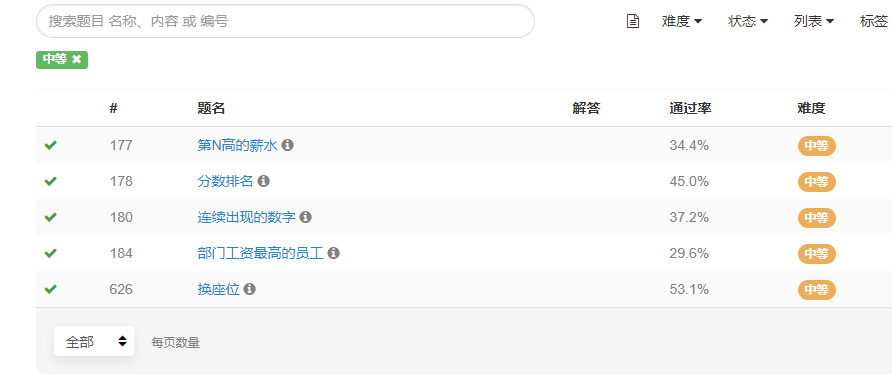 搜索题目 名称、内容 或 编号 难度 状态 列表 标签
中等 ✖
# 题名 解答 通过率 难度
177 第N高的薪水 34.4% 中等
178 分数排名 45.0% 中等
180 连续出现的数字 37.2% 中等
184 部门工资最高的员工 29.6% 中等
626 换座位 53.1% 中等
全部 每页数量